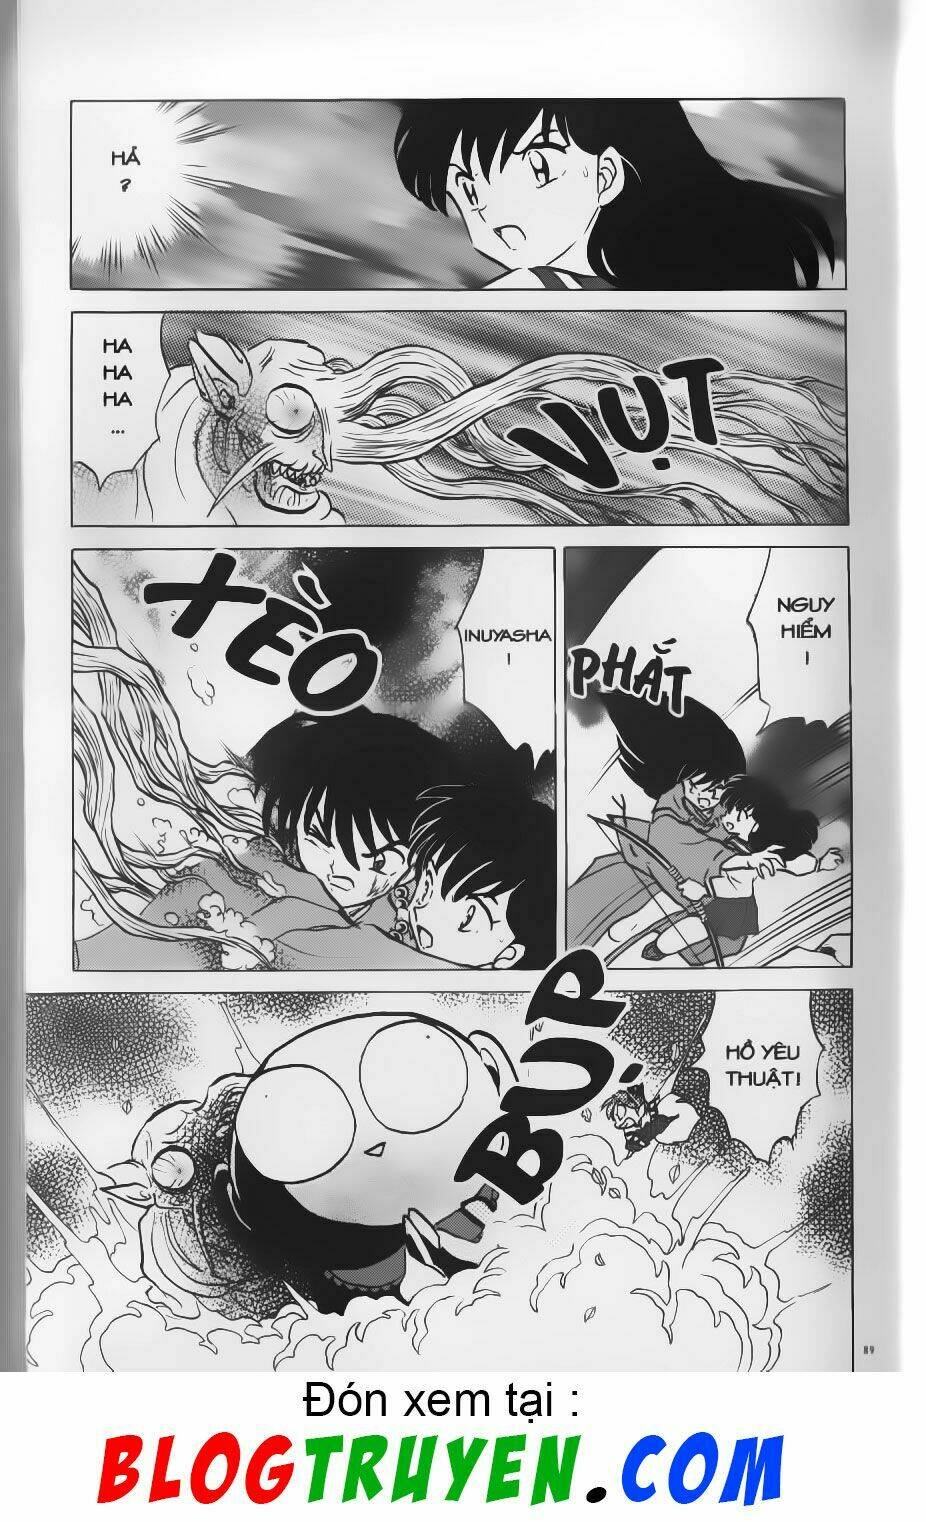 HẢ
?
HA
HA
HA
...
VỤT
NGUY
HIỂM
!
PHẮT
INUYASHA
!
XÈO
HỒ YÊU
THUẬT!
BỤP
89
Đón xem tại :
BLOGTRUYEN.COM